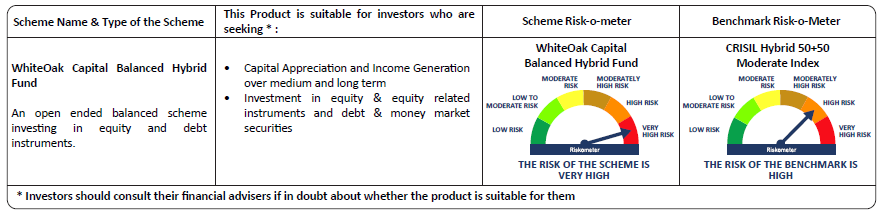 Scheme Name & Type of the Scheme
This Product is suitable for investors who are
seeking * :
Scheme Risk-o-meter
Benchmark Risk-o-Meter
WhiteOak Capital Balanced Hybrid
Fund
An open ended balanced scheme
investing in equity and debt
instruments.
• Capital Appreciation and Income Generation
over medium and long term
• Investment in equity & equity related
instruments and debt & money market
securities
WhiteOak Capital
Balanced Hybrid Fund
LOW RISK
LOW TO
MODERATE RISK
MODERATE
RISK
MODERATELY
HIGH RISK
HIGH RISK
VERY
HIGH RISK
Riskometer
THE RISK OF THE SCHEME IS
VERY HIGH
CRISIL Hybrid 50+50
Moderate Index
LOW RISK
LOW TO
MODERATE RISK
MODERATE
RISK
MODERATELY
HIGH RISK
HIGH RISK
VERY
HIGH RISK
Riskometer
THE RISK OF THE BENCHMARK IS
HIGH
* Investors should consult their financial advisers if in doubt about whether the product is suitable for them